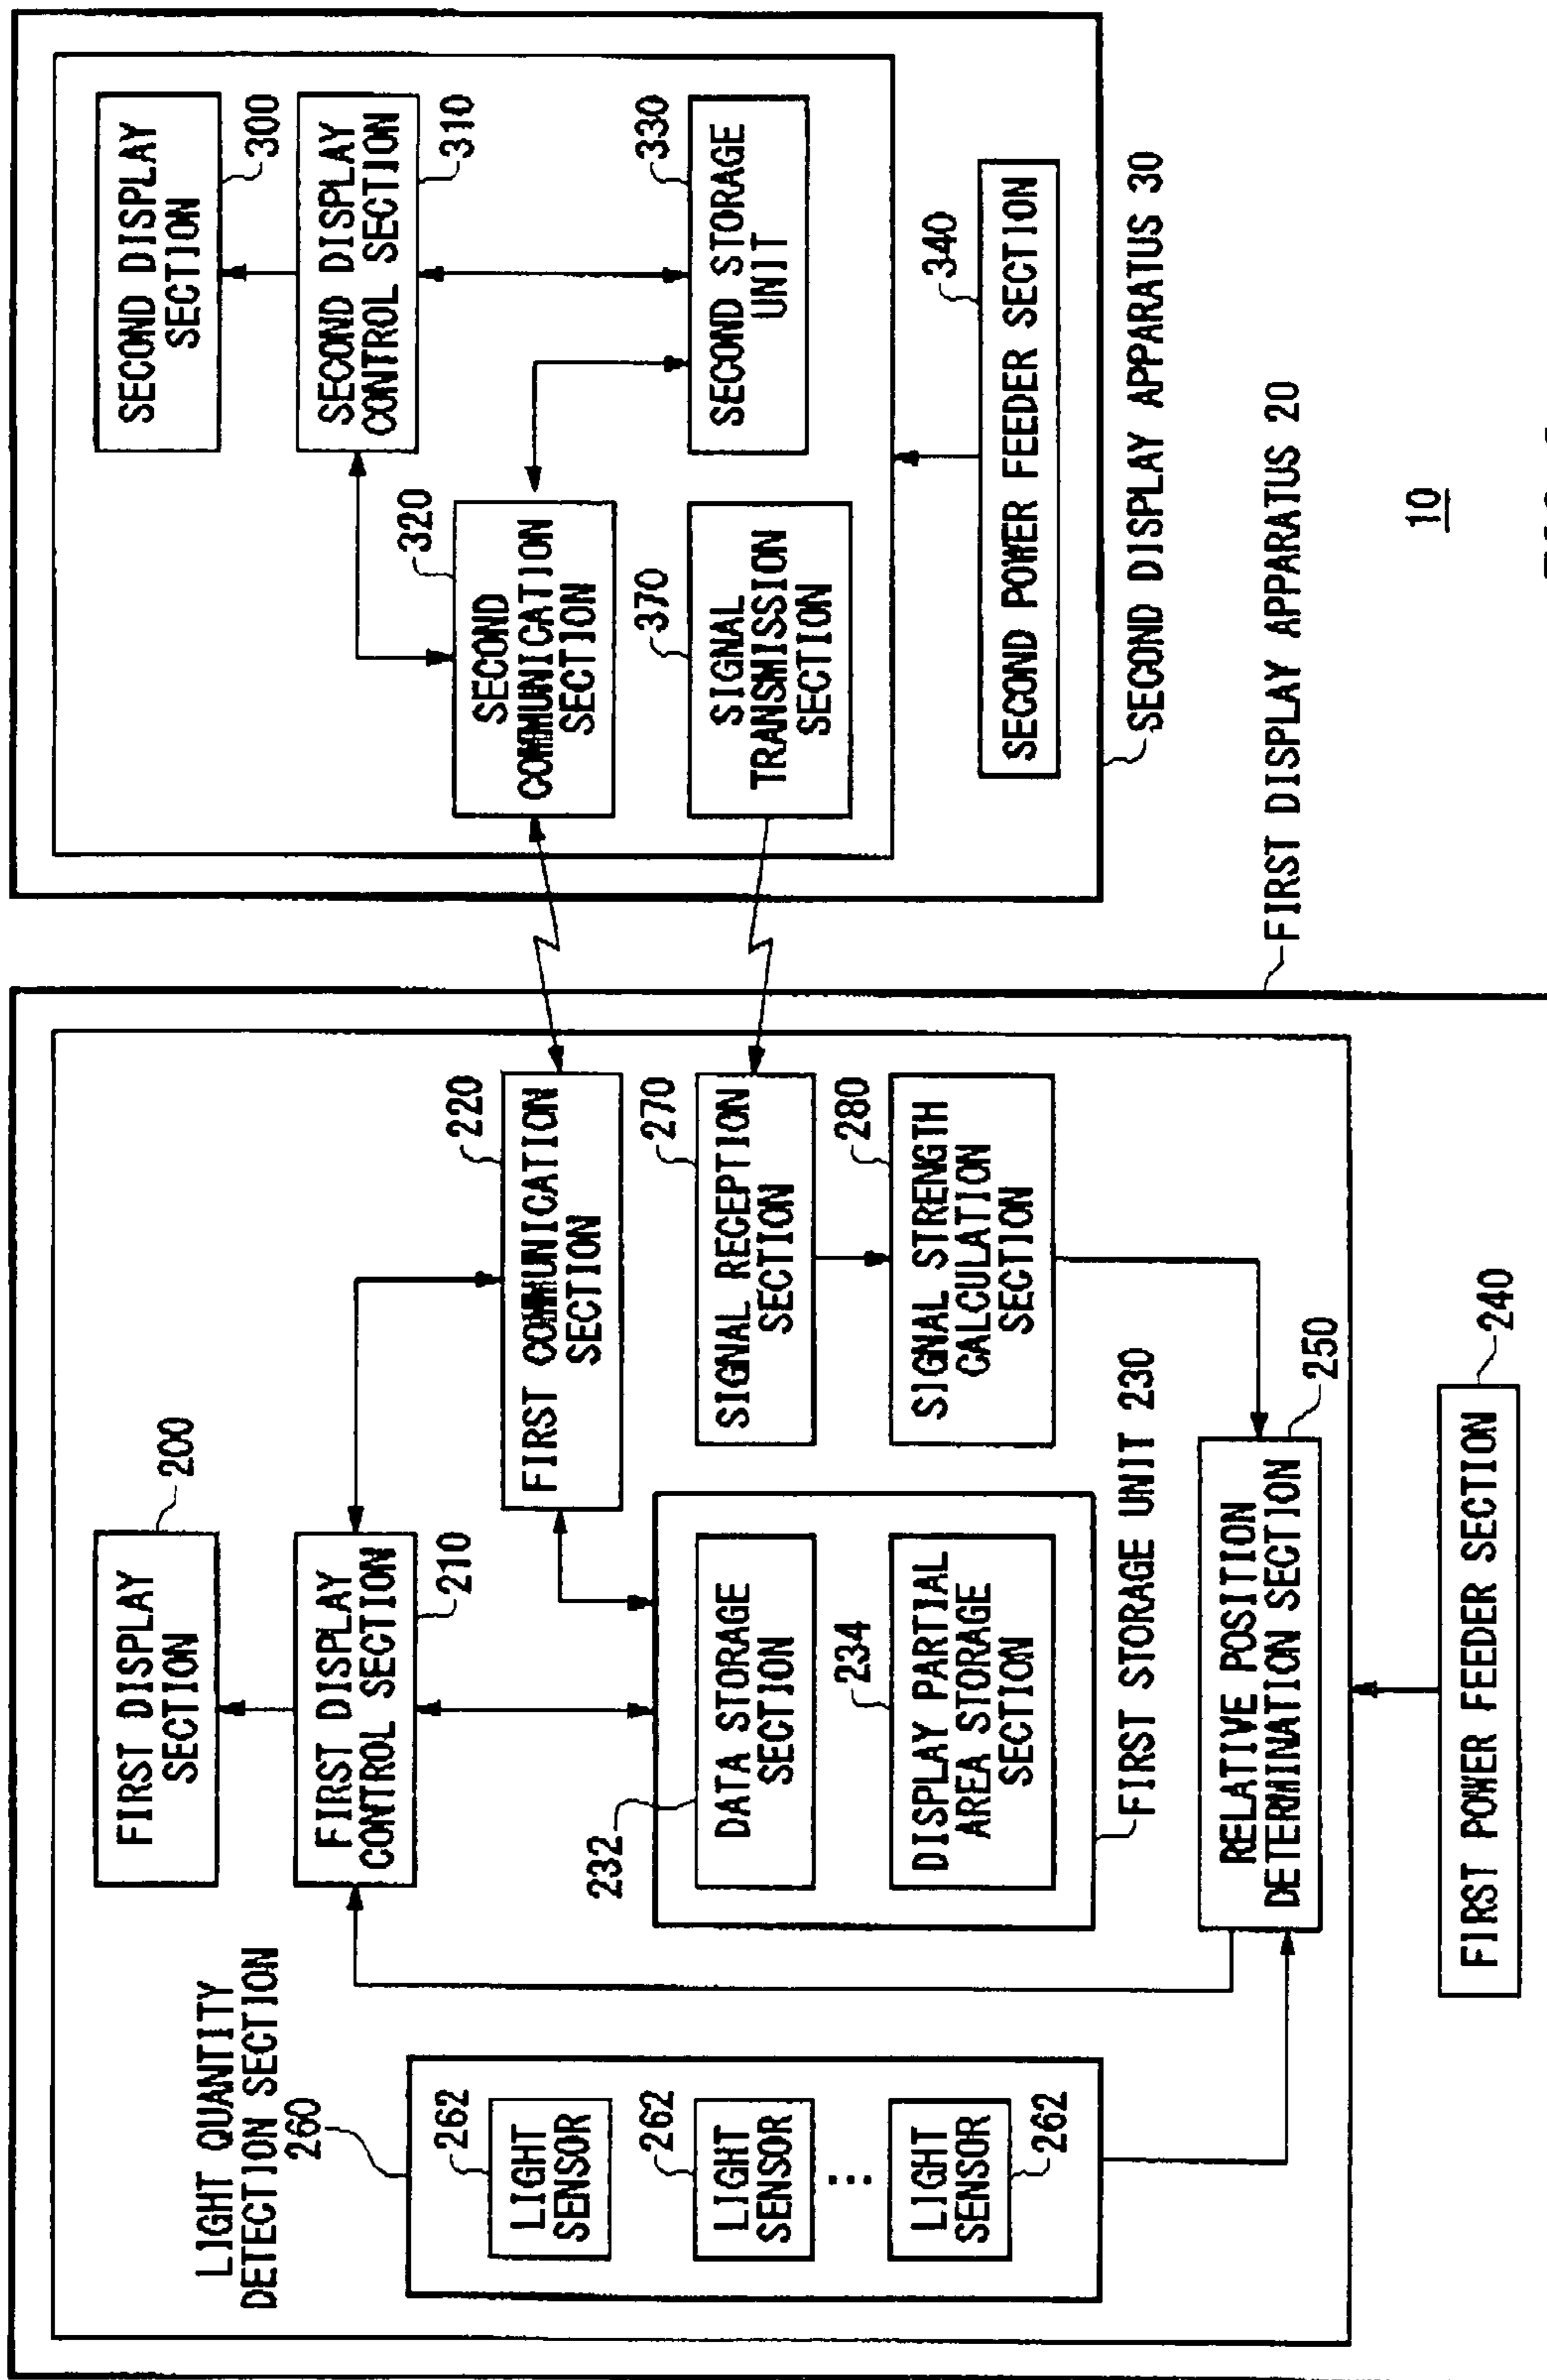 LIGHT QUANTITY
DETECTION SECTION
260
262
LIGHT
SENSOR
262
LIGHT
SENSOR
...
LIGHT
SENSOR
262
FIRST DISPLAY
SECTION
200
FIRST DISPLAY
CONTROL SECTION
210
220
FIRST COMMUNICATION
SECTION
232
DATA STORAGE
SECTION
234
DISPLAY PARTIAL
AREA STORAGE
SECTION
FIRST STORAGE UNIT 230
270
SIGNAL RECEPTION
SECTION
280
SIGNAL STRENGTH
CALCULATION
SECTION
RELATIVE POSITION
DETERMINATION SECTION
250
FIRST POWER FEEDER SECTION
240
FIRST DISPLAY APPARATUS 20
SECOND DISPLAY
SECTION
300
SECOND DISPLAY
CONTROL SECTION
310
320
SECOND
COMMUNICATION
SECTION
330
SECOND STORAGE
UNIT
370
SIGNAL
TRANSMISSION
SECTION
340
SECOND POWER FEEDER SECTION
SECOND DISPLAY APPARATUS 30
10